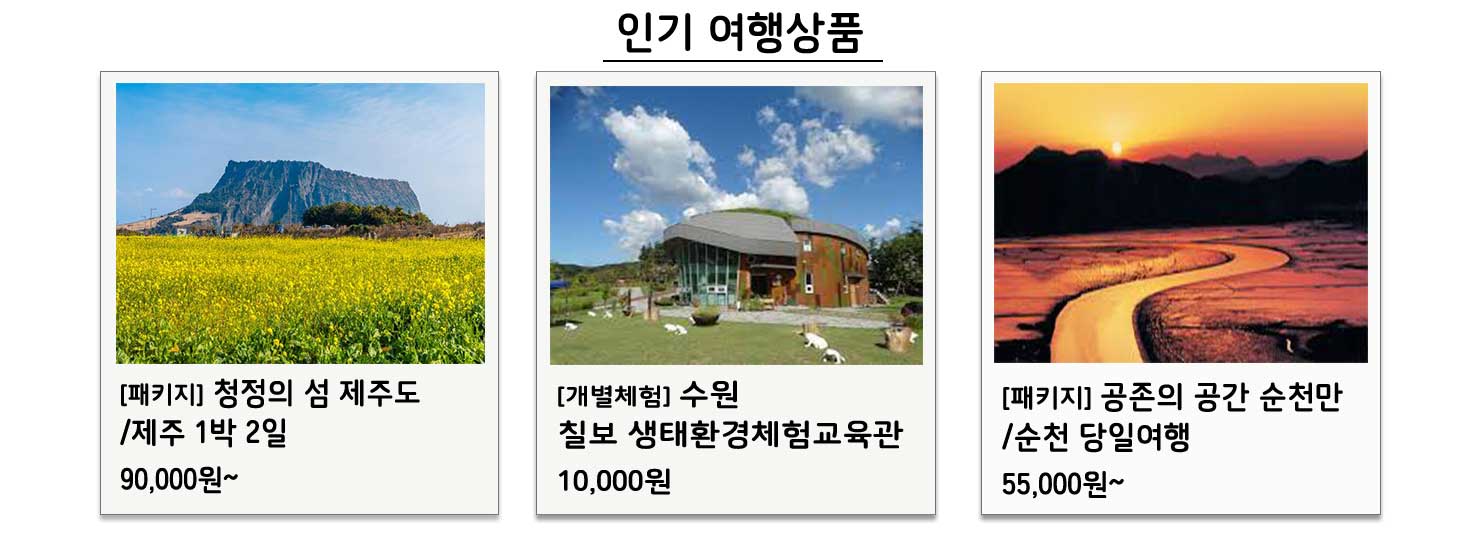 인기 여행상품
[패키지] 청정의 섬 제주도
/제주 1박 2일
90,000원~
[개별체험] 수원
칠보 생태환경체험교육관
10,000원
[패키지] 공존의 공간 순천만
/순천 당일여행
55,000원~